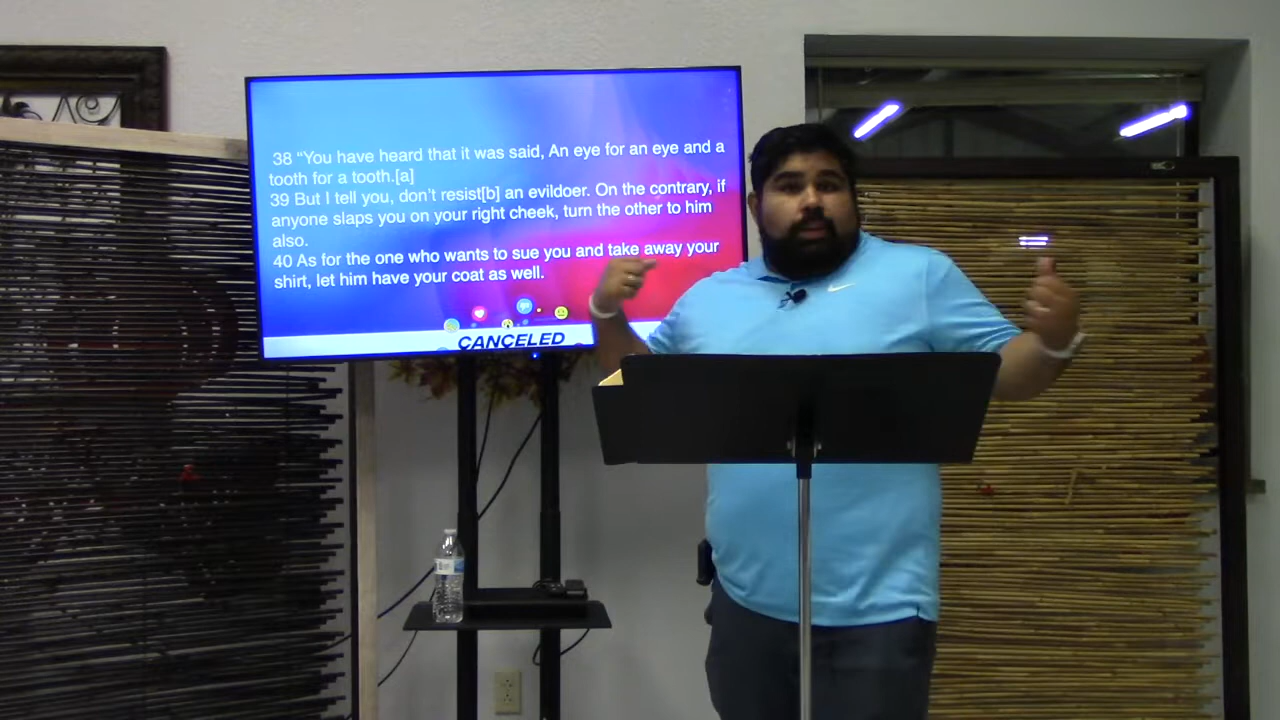 38 “You have heard that it was said, An eye for an eye and a
tooth for a tooth.[a]
39 But I tell you, don't resist[b] an evildoer. On the contrary, if
anyone slaps you on your right cheek, turn the other to him
also.
40 As for the one who wants to sue you and take away your
shirt, let him have your coat as well.
CANCELED